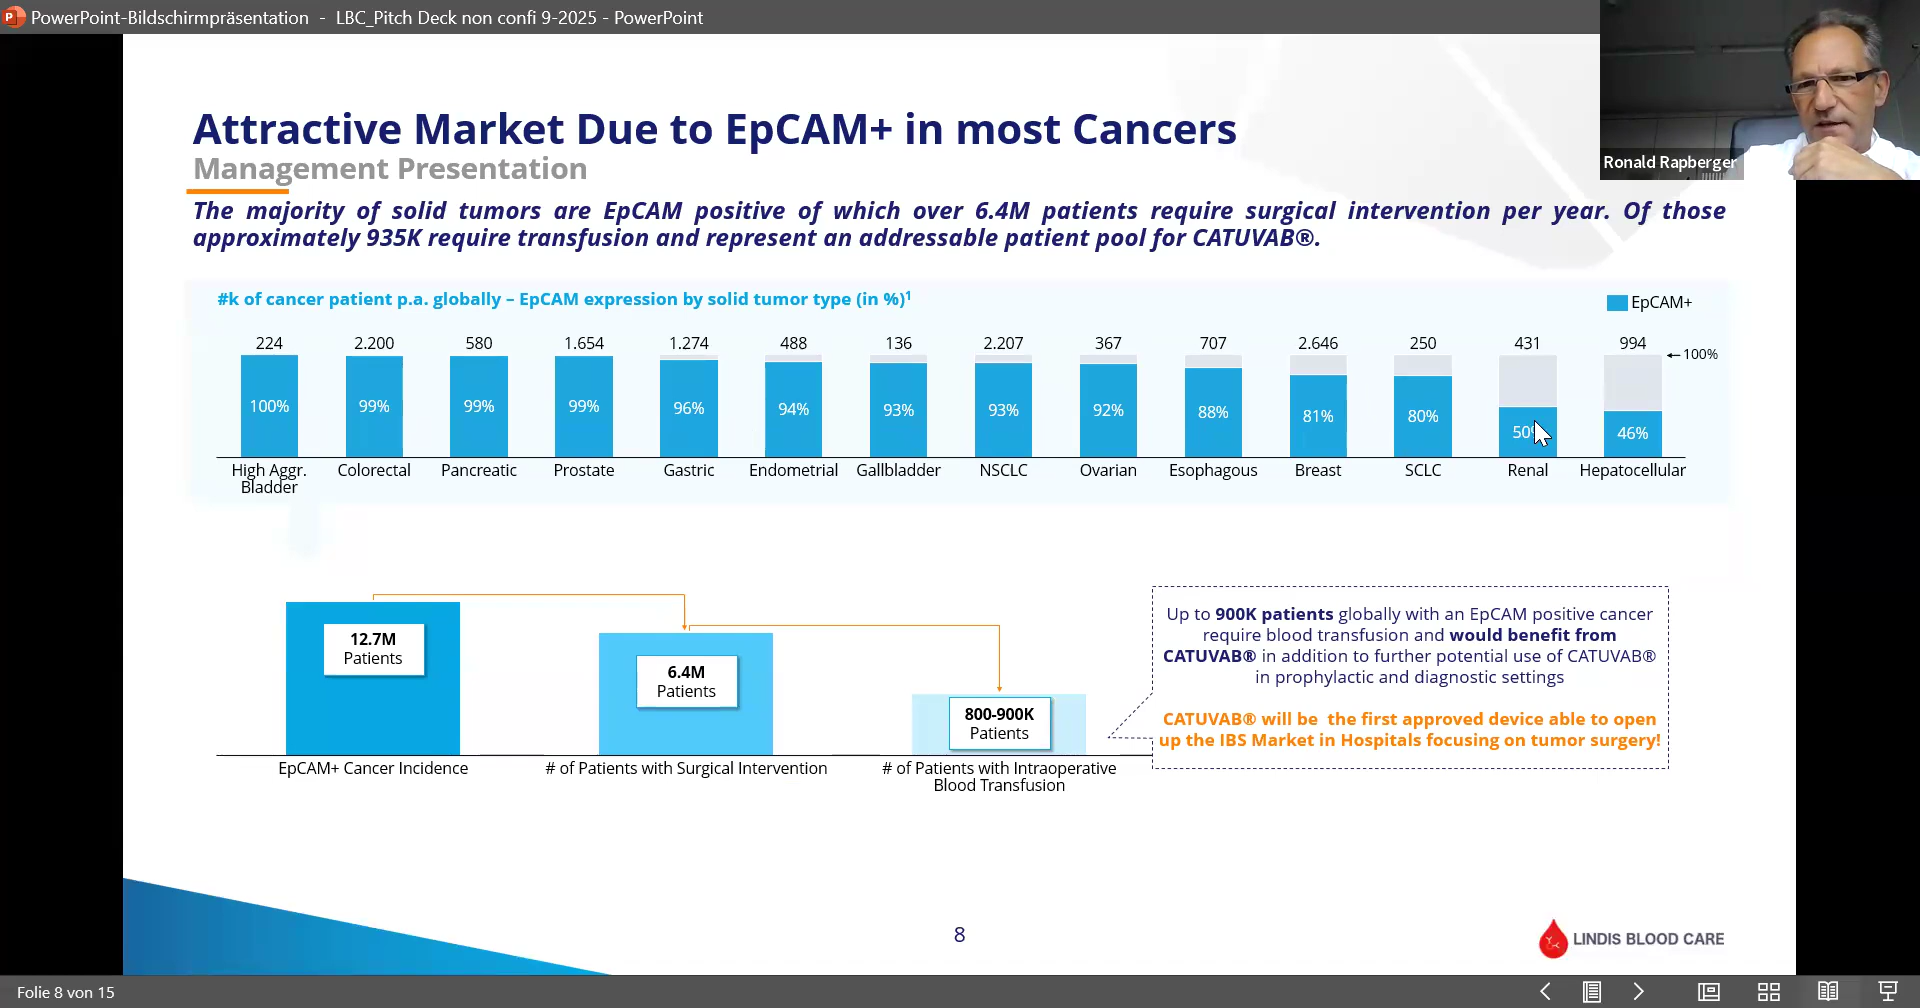 PowerPoint-Bildschirmpräsentation - LBC_Pitch Deck non confi 9-2025 - PowerPoint
Ronald Rapberger
Attractive Market Due to EpCAM+ in most Cancers
Management Presentation
The majority of solid tumors are EpCAM positive of which over 6.4M patients require surgical intervention per year. Of those
approximately 935K require transfusion and represent an addressable patient pool for CATUVAB®.
#k of cancer patient p.a. globally – EpCAM expression by solid tumor type (in %)1
EpCAM+
224 2.200 580 1.654 1.274 488 136 2.207 367 707 2.646 250 431 994
100%
100% 99% 99% 99% 96% 94% 93% 93% 92% 88% 81% 80% 46%
High Aggr. Colorectal Pancreatic Prostate Gastric Endometrial Gallbladder NSCLC Ovarian Esophagous Breast SCLC Renal Hepatocellular
Bladder
12.7M
Patients
6.4M
Patients
800-900K
Patients
EpCAM+ Cancer Incidence
# of Patients with Surgical Intervention
# of Patients with Intraoperative
Blood Transfusion
Up to 900K patients globally with an EpCAM positive cancer
require blood transfusion and would benefit from
CATUVAB® in addition to further potential use of CATUVAB®
in prophylactic and diagnostic settings
CATUVAB® will be the first approved device able to open
up the IBS Market in Hospitals focusing on tumor surgery!
8
LINDIS BLOOD CARE
Folie 8 von 15